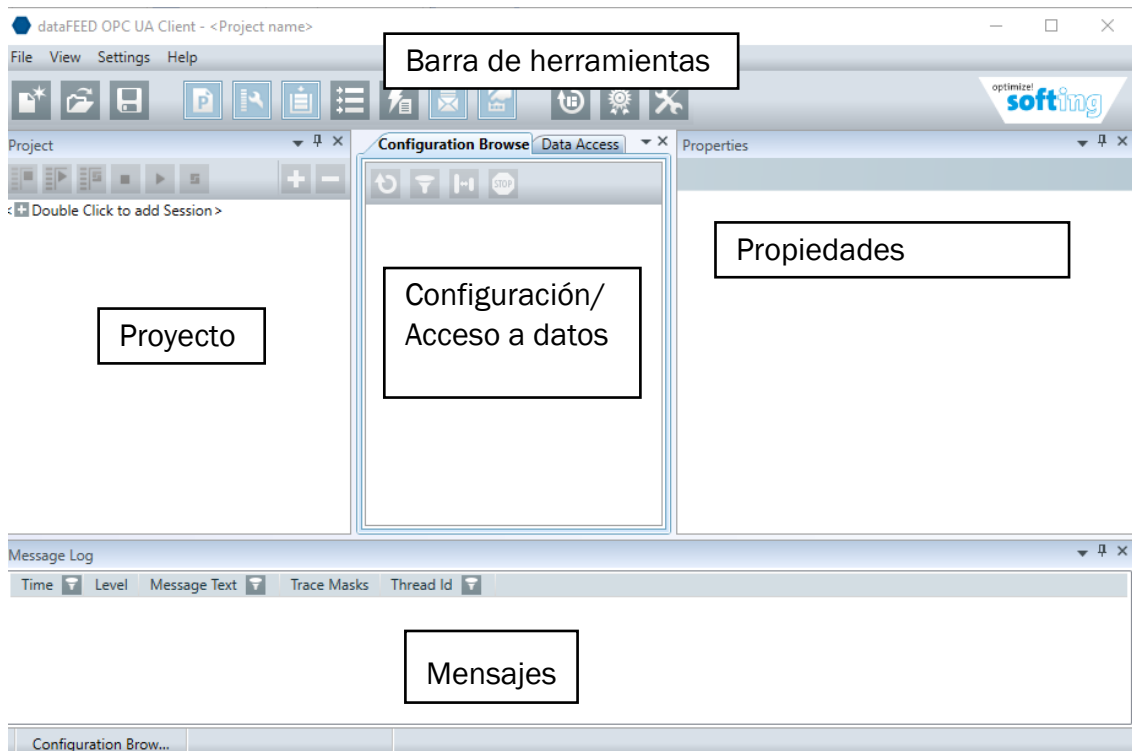 dataFEED OPC UA Client - <Project name>
File View Settings Help
Barra de herramientas
optimize!
softing
Project
Configuration Browse Data Access
Properties
STOP
< Double Click to add Session >
Propiedades
Configuración/
Acceso a datos
Proyecto
Message Log
Time Level Message Text Trace Masks Thread Id
Mensajes
Configuration Brow...